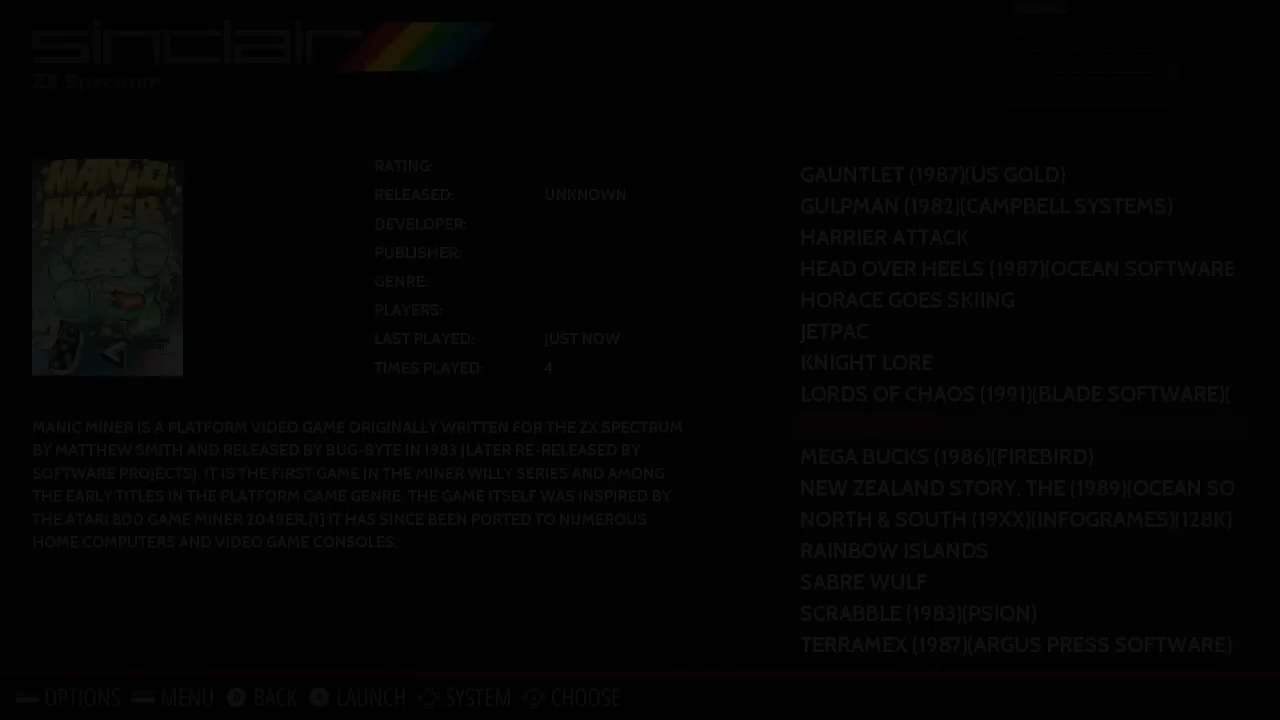 sinclair
ZX Spectrum
MANIC
MINER
RATING:
RELEASED: UNKNOWN
DEVELOPER:
PUBLISHER:
GENRE:
PLAYERS:
LAST PLAYED: JUST NOW
TIMES PLAYED: 4
MANIC MINER IS A PLATFORM VIDEO GAME ORIGINALLY WRITTEN FOR THE ZX SPECTRUM
BY MATTHEW SMITH AND RELEASED BY BUG-BYTE IN 1983 (LATER RE-RELEASED BY
SOFTWARE PROJECTS). IT IS THE FIRST GAME IN THE MINER WILLY SERIES AND AMONG
THE EARLY TITLES IN THE PLATFORM GAME GENRE. THE GAME ITSELF WAS INSPIRED BY
THE ATARI 800 GAME MINER 2049ER.[1] IT HAS SINCE BEEN PORTED TO NUMEROUS
HOME COMPUTERS AND VIDEO GAME CONSOLES.
GAUNTLET (1987)(US GOLD)
GULPMAN (1982)(CAMPBELL SYSTEMS)
HARRIER ATTACK
HEAD OVER HEELS (1987)(OCEAN SOFTWARE
HORACE GOES SKIING
JETPAC
KNIGHT LORE
LORDS OF CHAOS (1991)(BLADE SOFTWARE)(
MEGA BUCKS (1986)(FIREBIRD)
NEW ZEALAND STORY, THE (1989)(OCEAN SO
NORTH & SOUTH (19XX)(INFOGRAMES)(128K)
RAINBOW ISLANDS
SABRE WULF
SCRABBLE (1983)(PSION)
TERRAMEX (1987)(ARGUS PRESS SOFTWARE)
OPTIONS MENU B BACK A LAUNCH SYSTEM CHOOSE